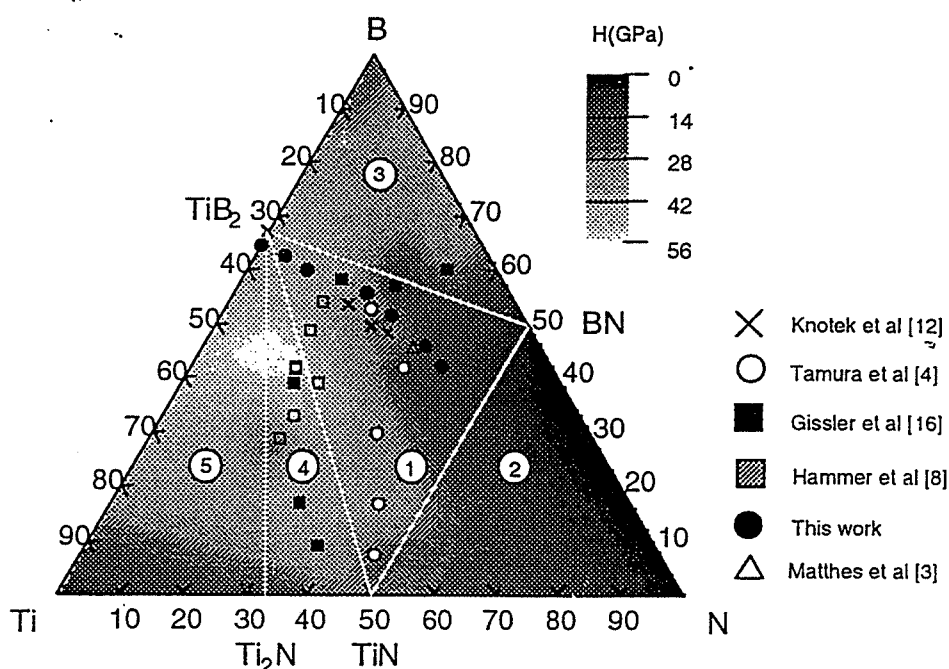 B
H(GPa)
0
14
28
42
56
10
90
20
80
3
TiB2
30
70
40
60
50
50
BN
60
40
70
30
5
4
1
2
80
20
90
10
Ti
10
20
30
40
50
60
70
80
90
N
Ti2N
TiN
Knotek et al [12]
Tamura et al [4]
Gissler et al [16]
Hammer et al [8]
This work
Matthes et al [3]